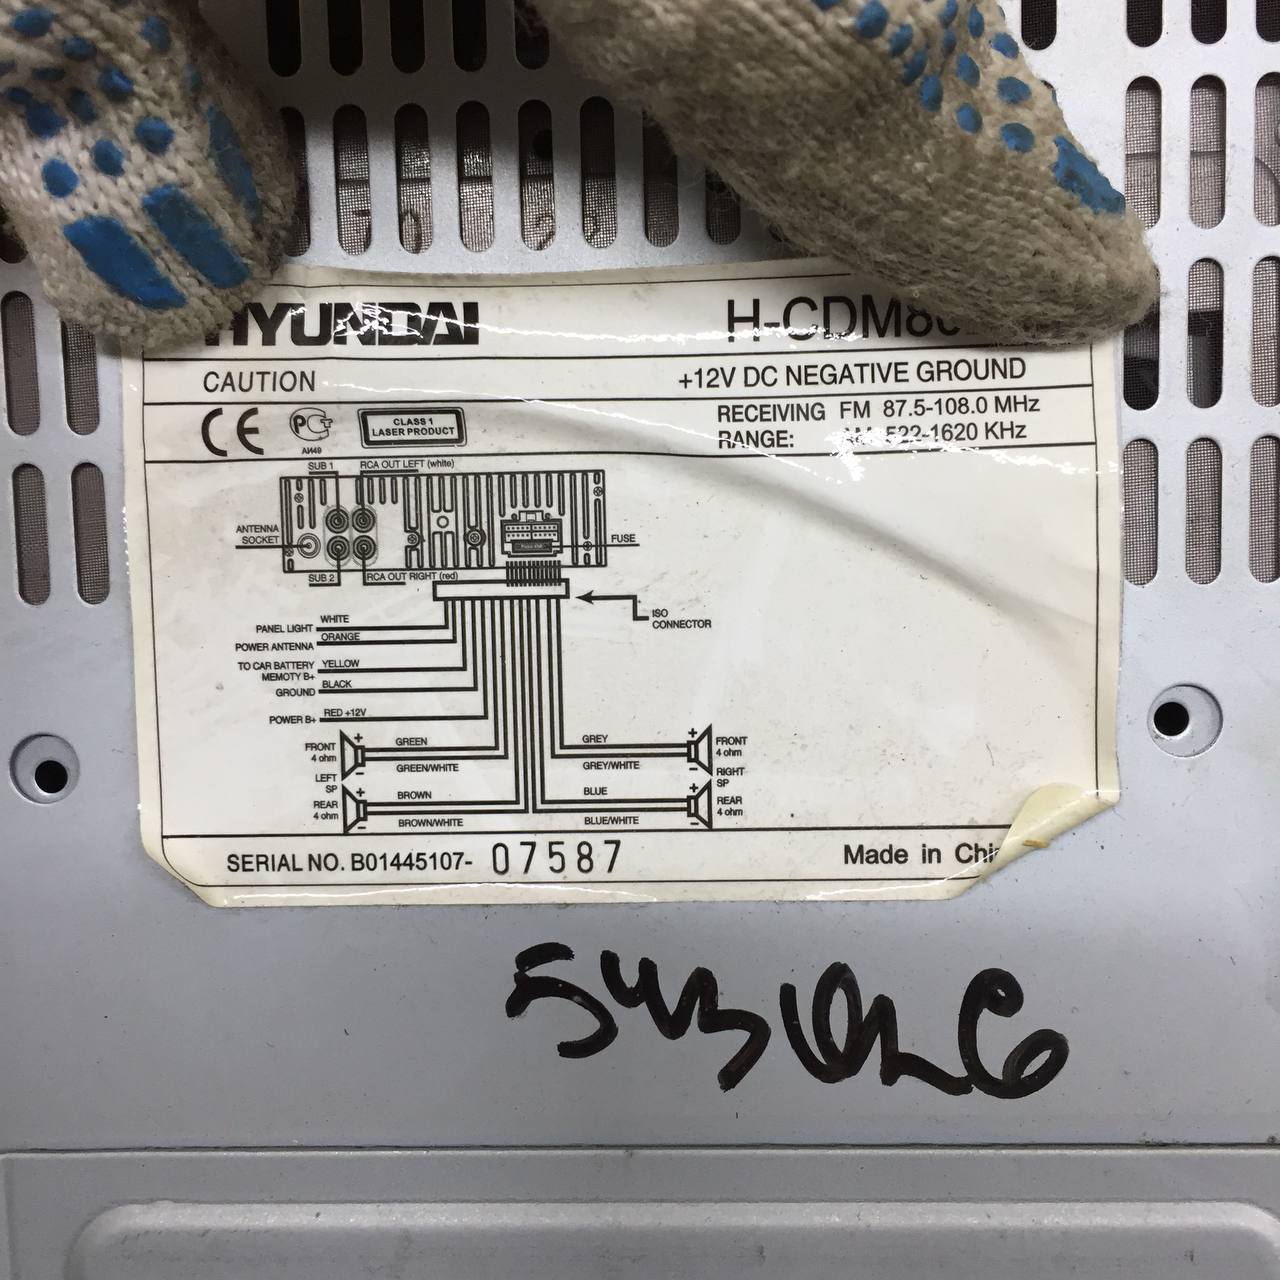 HYUNDAI
CAUTION
+12V DC NEGATIVE GROUND
RECEIVING FM 87.5-108.0 MHz
RANGE: AM 522-1620 KHz
CE
CLASS 1
LASER PRODUCT
AI449
SUB 1
RCA OUT LEFT (white)
ANTENNA
SOCKET
FUSE
SUB 2
RCA OUT RIGHT (red)
ISO
CONNECTOR
PANEL LIGHT WHITE
POWER ANTENNA ORANGE
TO CAR BATTERY YELLOW
MEMOTY B+
GROUND BLACK
POWER B+ RED +12V
FRONT
4 ohm
+
GREEN
-
GREEN/WHITE
LEFT
SP
REAR
4 ohm
+
BROWN
-
BROWN/WHITE
GREY
+
FRONT
4 ohm
GREY/WHITE
-
RIGHT
SP
BLUE
+
REAR
4 ohm
BLUE/WHITE
-
SERIAL NO. B01445107- 07587
Made in